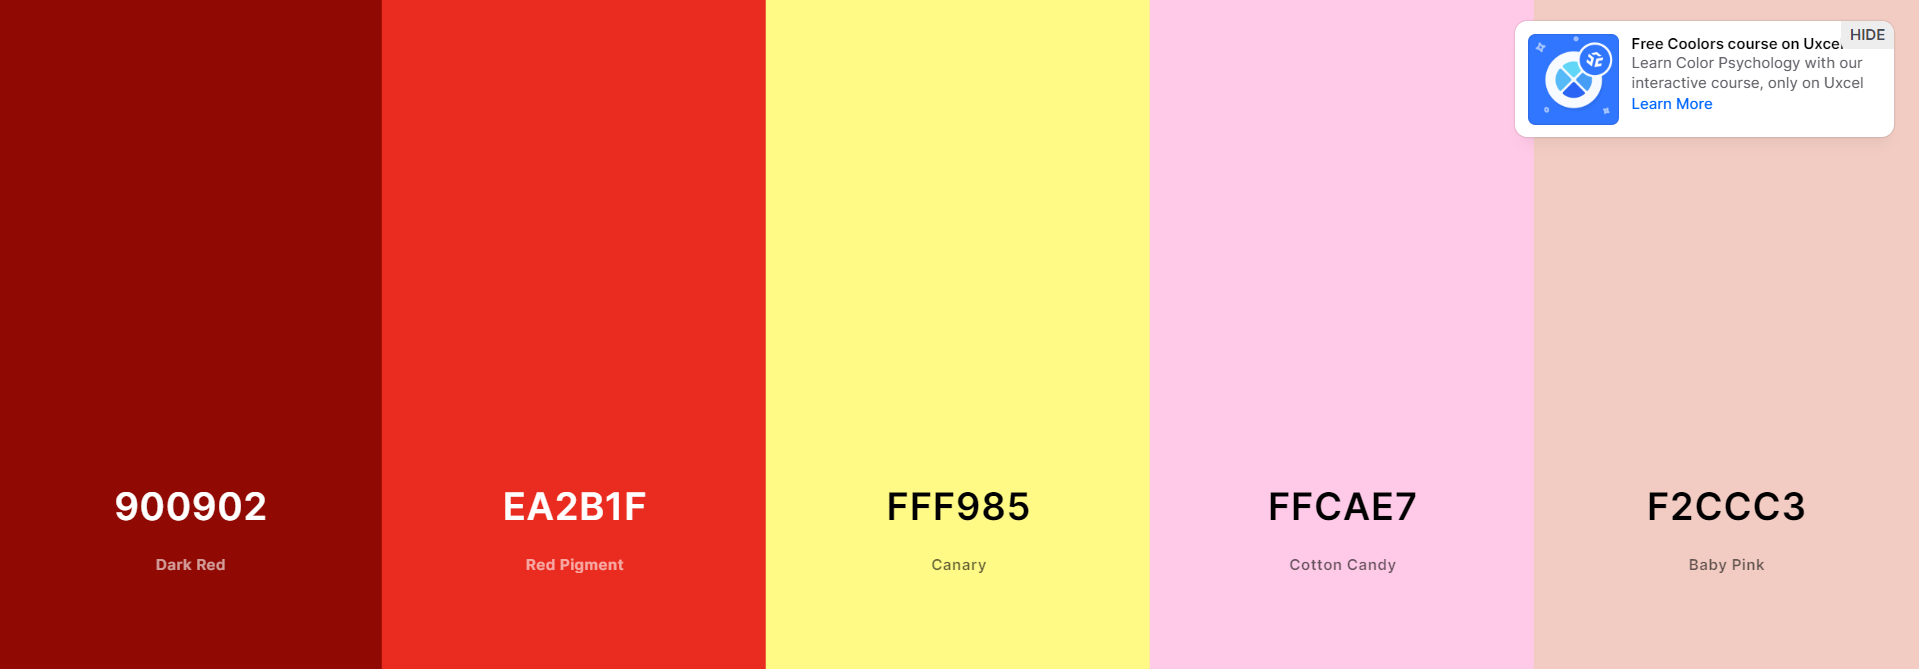 HIDE
Free Coolors course on Uxcel
Learn Color Psychology with our
interactive course, only on Uxcel
Learn More
900902
EA2B1F
FFF985
FFCAE7
F2CCC3
Dark Red
Red Pigment
Canary
Cotton Candy
Baby Pink